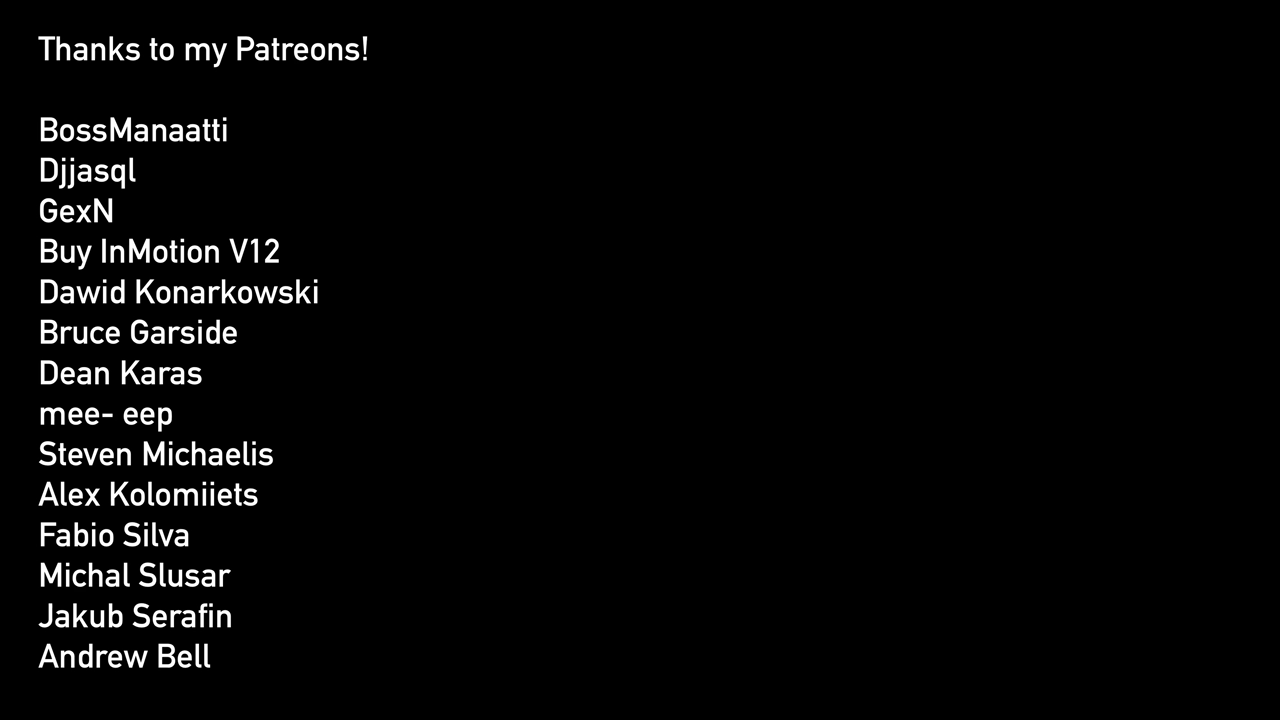 Thanks to my Patreons!
BossManaatti
Djjasql
GexN
Buy InMotion V12
Dawid Konarkowski
Bruce Garside
Dean Karas
mee- eep
Steven Michaelis
Alex Kolomiiets
Fabio Silva
Michal Slusar
Jakub Serafin
Andrew Bell